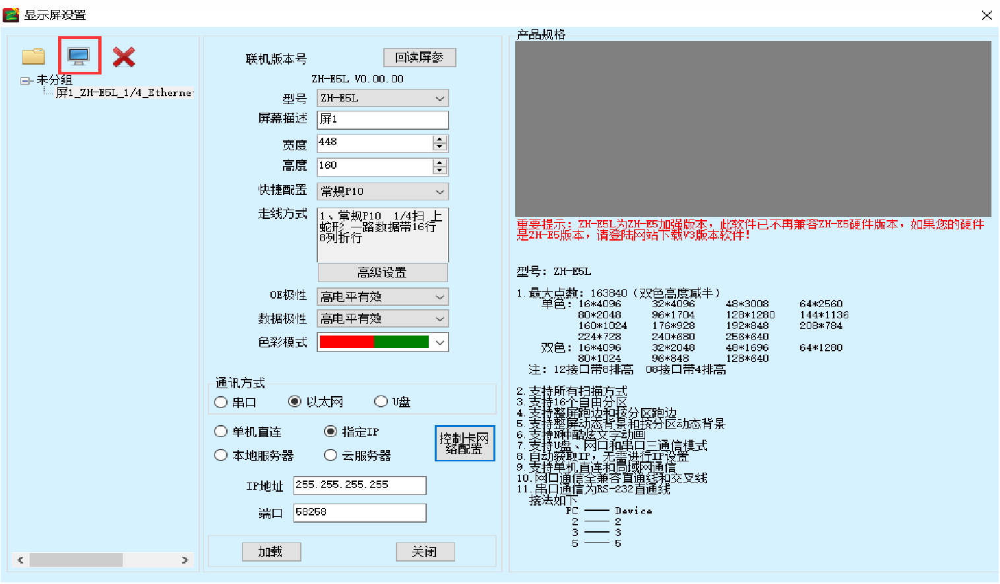 显示屏设置
未分组
屏1_ZH-E5L_1/4_Etherne
联机版本号
回读屏参
ZH-E5L V0.00.00
型号
ZH-E5L
屏幕描述
屏1
宽度
448
高度
160
快捷配置
常规P10
走线方式
1、常规P10 1/4扫 上
蛇形 一路数据带16行
8列折行
高级设置
OE极性
高电平有效
数据极性
高电平有效
色彩模式
通讯方式
串口
以太网
U盘
单机直连
指定IP
本地服务器
云服务器
控制卡网
络配置
IP地址
255.255.255.255
端口
58258
加载
关闭
产品规格
重要提示：ZH-E5L为ZH-E5加强版本，此软件已不再兼容ZH-E5硬件版本，如果您的硬件
是ZH-E5版本，请登陆网站下载V3版本软件！
型号：ZH-E5L
1.最大点数：163840（双色高度减半）
单色：16*4096 32*4096 48*3008 64*2560
80*2048 96*1704 128*1280 144*1136
160*1024 176*928 192*848 208*784
224*728 240*680 256*640
双色：16*4096 32*2048 48*1696 64*1280
80*1024 96*848 128*640
注：12接口带8排高 08接口带4排高
2.支持所有扫描方式
3.支持16个自由分区
4.支持整屏跑边和按分区跑边
5.支持整屏动态背景和按分区动态背景
6.支持N种酷炫文字动画
7.支持U盘、网口和串口三通信模式
8.自动获取IP，无需进行IP设置
9.支持单机直连和局域网通信
10.网口通信全兼容直通线和交叉线
11.串口通信为RS-232直通线
接法如下
PC —— Device
2 —— 2
3 —— 3
5 —— 5